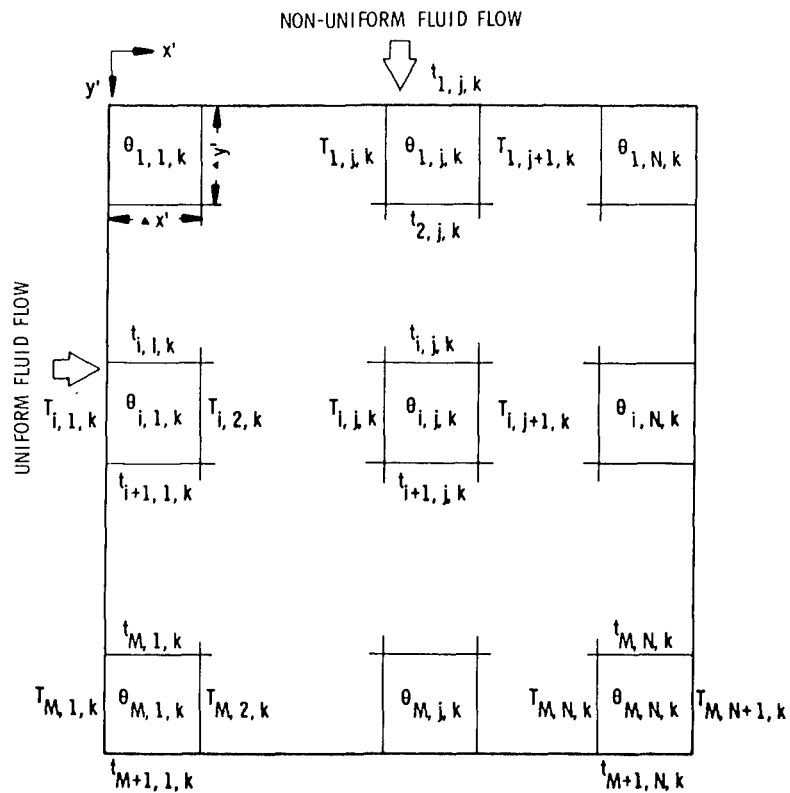 NON-UNIFORM FLUID FLOW
x'
y'
t1, j, k
θ1, 1, k
Δy'
T1, j, k
θ1, j, k
T1, j+1, k
θ1, N, k
Δx'
t2, j, k
UNIFORM FLUID FLOW
ti, 1, k
ti, j, k
Ti, 1, k
θi, 1, k
Ti, 2, k
Ti, j, k
θi, j, k
Ti, j+1, k
θi, N, k
ti+1, 1, k
ti+1, j, k
tM, 1, k
tM, N, k
TM, 1, k
θM, 1, k
TM, 2, k
θM, j, k
TM, N, k
θM, N, k
TM, N+1, k
tM+1, 1, k
tM+1, N, k